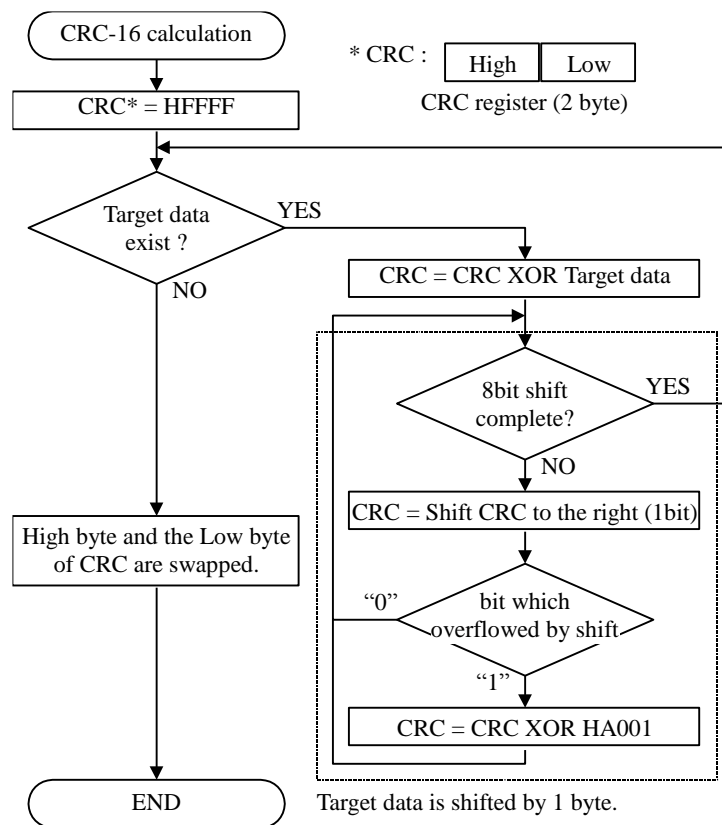 CRC-16 calculation
* CRC :
High
Low
CRC register (2 byte)
CRC* = HFFFF
Target data
exist ?
YES
NO
CRC = CRC XOR Target data
8bit shift
complete?
YES
NO
CRC = Shift CRC to the right (1bit)
High byte and the Low byte
of CRC are swapped.
bit which
overflowed by shift
“0”
“1”
CRC = CRC XOR HA001
END
Target data is shifted by 1 byte.